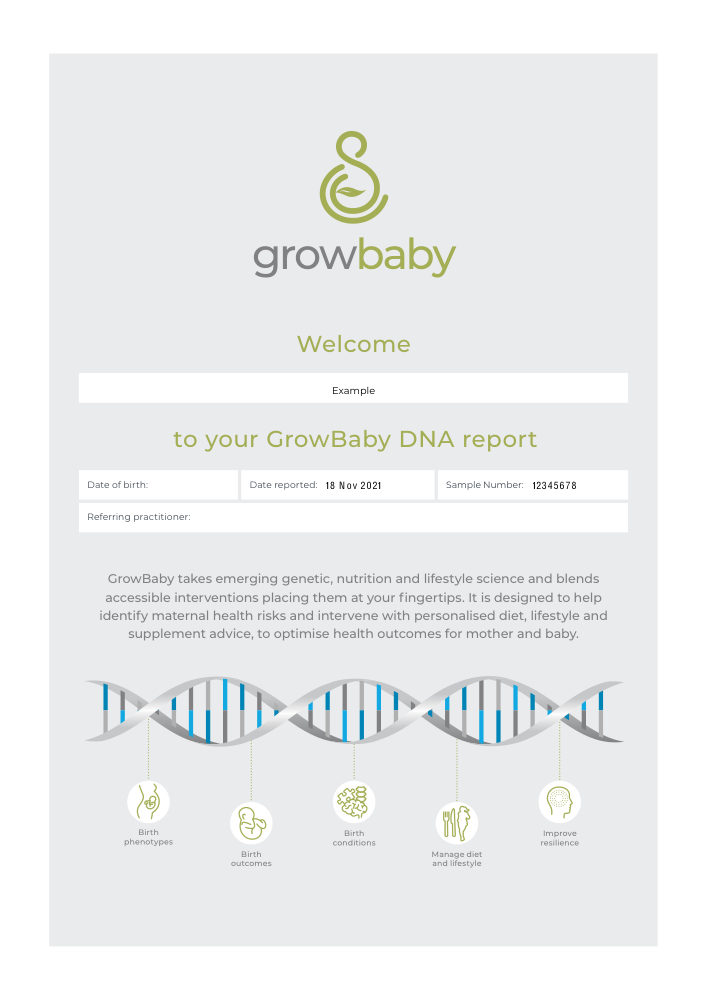 growbaby
Welcome
Example
to your GrowBaby DNA report
Date of birth:
Date reported: 18 Nov 2021
Sample Number: 12345678
Referring practitioner:
GrowBaby takes emerging genetic, nutrition and lifestyle science and blends
accessible interventions placing them at your fingertips. It is designed to help
identify maternal health risks and intervene with personalised diet, lifestyle and
supplement advice, to optimise health outcomes for mother and baby.
Birth
phenotypes
Birth
outcomes
Birth
conditions
Manage diet
and lifestyle
Improve
resilience